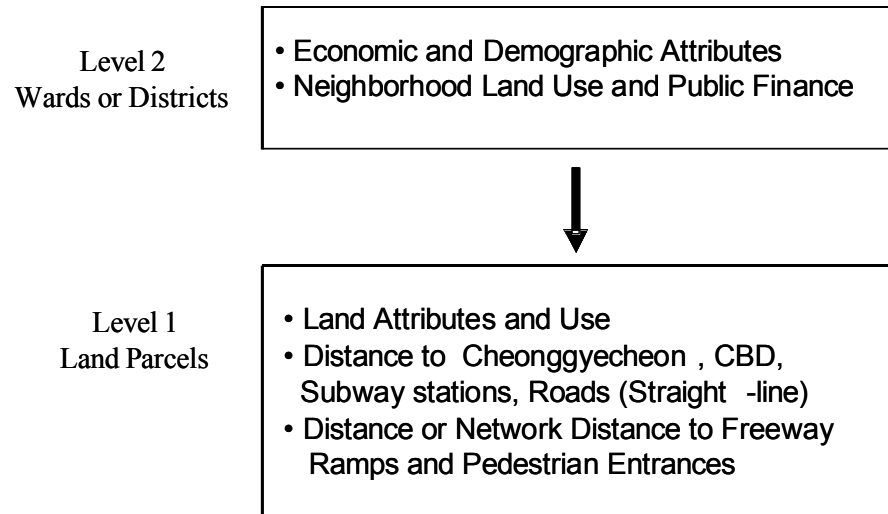 Level 2
Wards or Districts
• Economic and Demographic Attributes
• Neighborhood Land Use and Public Finance
Level 1
Land Parcels
• Land Attributes and Use
• Distance to Cheonggyecheon , CBD,
Subway stations, Roads (Straight -line)
• Distance or Network Distance to Freeway
Ramps and Pedestrian Entrances